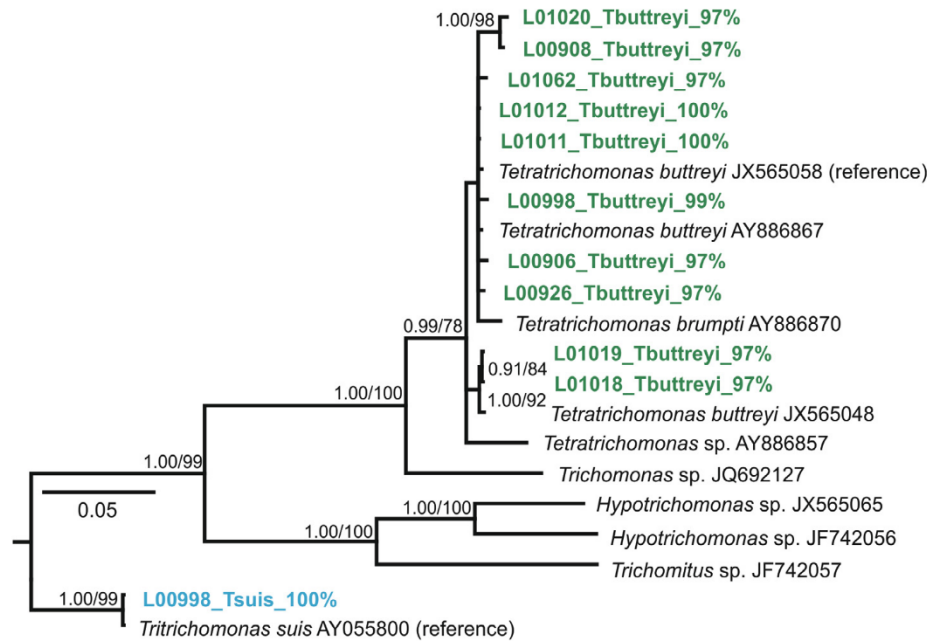 1.00/98
L01020_Tbuttreyi_97%
L00908_Tbuttreyi_97%
L01062_Tbuttreyi_97%
L01012_Tbuttreyi_100%
L01011_Tbuttreyi_100%
Tetratrichomonas buttreyi JX565058 (reference)
L00998_Tbuttreyi_99%
Tetratrichomonas buttreyi AY886867
L00906_Tbuttreyi_97%
L00926_Tbuttreyi_97%
Tetratrichomonas brumpti AY886870
0.99/78
L01019_Tbuttreyi_97%
0.91/84
L01018_Tbuttreyi_97%
1.00/100
1.00/92
Tetratrichomonas buttreyi JX565048
Tetratrichomonas sp. AY886857
1.00/99
Trichomonas sp. JQ692127
0.05
Hypotrichomonas sp. JX565065
1.00/100
1.00/100
Hypotrichomonas sp. JF742056
Trichomitus sp. JF742057
1.00/99
L00998_Tsuis_100%
Tritrichomonas suis AY055800 (reference)